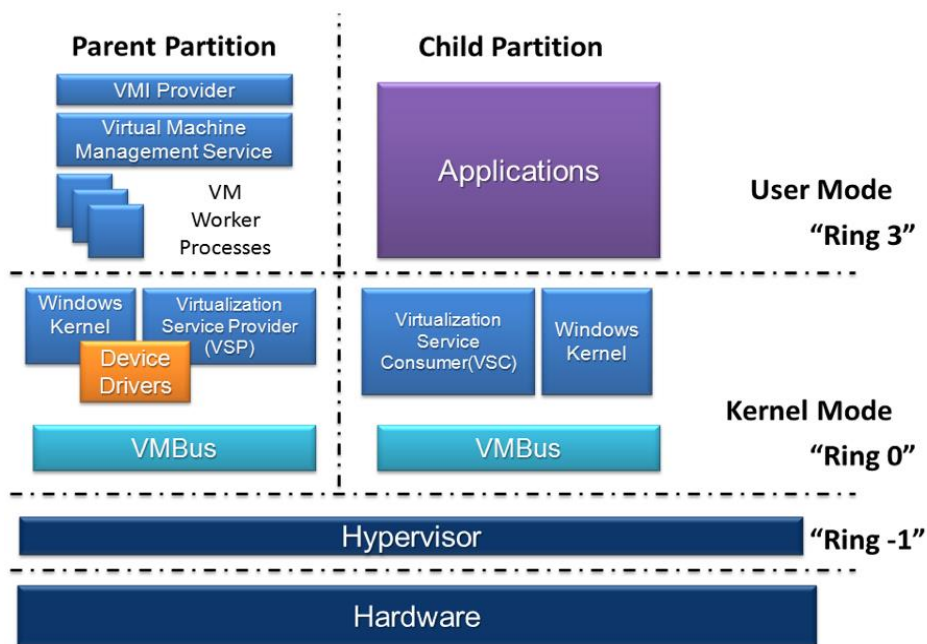 Parent Partition
Child Partition
VMI Provider
Virtual Machine
Management Service
VM
Worker
Processes
Applications
User Mode
“Ring 3”
Windows
Kernel
Virtualization
Service Provider
(VSP)
Device
Drivers
VMBus
Virtualization
Service
Consumer(VSC)
Windows
Kernel
VMBus
Kernel Mode
“Ring 0”
Hypervisor
“Ring -1”
Hardware